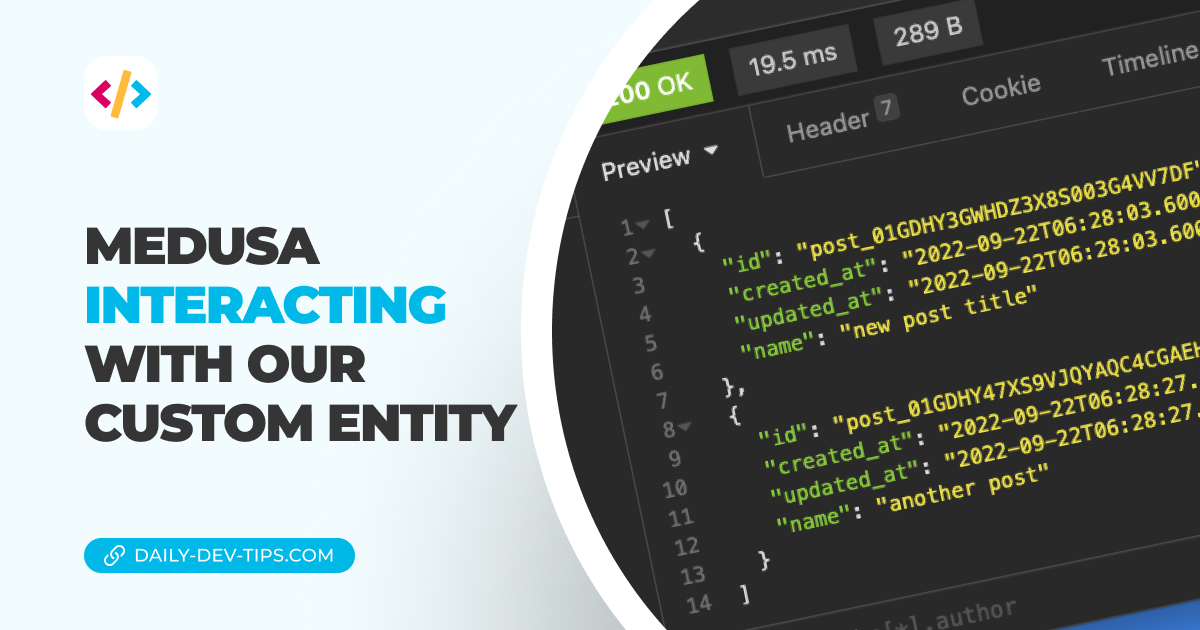 MEDUSA
INTERACTING
WITH OUR
CUSTOM ENTITY
DAILY-DEV-TIPS.COM
200 OK
19.5 ms
289 B
Preview
Header 7
Cookie
Timeline
1 [
2 {
3 "id": "post_01GDHY3GWHDZ3X8S003G4VV7DF"
4 "created_at": "2022-09-22T06:28:03.600
5 "updated_at": "2022-09-22T06:28:03.600
6 "name": "new post title"
7 },
8 {
9 "id": "post_01GDHY47XS9VJQYAQC4CGAEH
10 "created_at": "2022-09-22T06:28:27.
11 "updated_at": "2022-09-22T06:28:27.
12 "name": "another post"
13 }
14 ]
[*].author